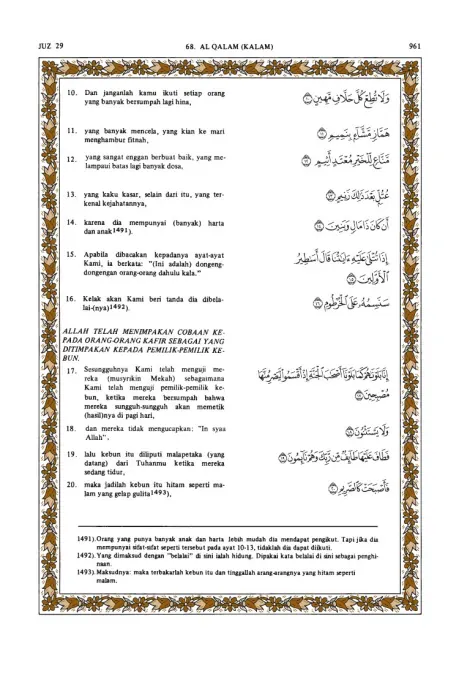 JUZ 29 68. AL QALAM (KALAM) 961
10. Dan janganlah kamu ikuti setiap orang
yang banyak bersumpah lagi hina,
وَلَا تُطِعْ كُلَّ حَلَّافٍ مَّهِينٍ ۝١٠
11. yang banyak mencela, yang kian ke mari
menghambur fitnah,
هَمَّازٍ مَّشَّاءٍ بِنَمِيمٍ ۝١١
12. yang sangat enggan berbuat baik, yang me-
lampaui batas lagi banyak dosa,
مَنَّاعٍ لِّلْخَيْرِ مُعْتَدٍ أَثِيمٍ ۝١٢
13. yang kaku kasar, selain dari itu, yang ter-
kenal kejahatannya,
عُتُلٍّ بَعْدَ ذَٰلِكَ زَنِيمٍ ۝١٣
14. karena dia mempunyai (banyak) harta
dan anak1491).
أَن كَانَ ذَا مَالٍ وَبَنِينَ ۝١٤
15. Apabila dibacakan kepadanya ayat-ayat
Kami, ia berkata: "(Ini adalah) dongeng-
dongengan orang-orang dahulu kala."
إِذَا تُتْلَىٰ عَلَيْهِ ءَايَٰتُنَا قَالَ أَسَٰطِيرُ
ٱلْأَوَّلِينَ ۝١٥
16. Kelak akan Kami beri tanda dia dibela-
lai-(nya)1492).
سَنَسِمُهُۥ عَلَى ٱلْخُرْطُومِ ۝١٦
ALLAH TELAH MENIMPAKAN COBAAN KE-
PADA ORANG-ORANG KAFIR SEBAGAI YANG
DITIMPAKAN KEPADA PEMILIK-PEMILIK KE-
BUN.
17. Sesungguhnya Kami telah menguji me-
reka (musyrikin Mekah) sebagaimana
Kami telah menguji pemilik-pemilik ke-
bun, ketika mereka bersumpah bahwa
mereka sungguh-sungguh akan memetik
(hasil)nya di pagi hari,
إِنَّا بَلَوْنَٰهُمْ كَمَا بَلَوْنَا أَصْحَٰبَ ٱلْجَنَّةِ إِذْ أَقْسَمُوا۟ لَيَصْرِمُنَّهَا
مُصْبِحِينَ ۝١٧
18. dan mereka tidak mengucapkan: "In syaa
Allah".
وَلَا يَسْتَثْنُونَ ۝١٨
19. lalu kebun itu diliputi malapetaka (yang
datang) dari Tuhanmu ketika mereka
sedang tidur,
فَطَافَ عَلَيْهَا طَآئِفٌ مِّن رَّبِّكَ وَهُمْ نَآئِمُونَ ۝١٩
20. maka jadilah kebun itu hitam seperti ma-
lam yang gelap gulita1493),
فَأَصْبَحَتْ كَٱلصَّرِيمِ ۝٢٠
1491).Orang yang punya banyak anak dan harta lebih mudah dia mendapat pengikut. Tapi jika dia
mempunyai sifat-sifat seperti tersebut pada ayat 10-13, tidaklah dia dapat diikuti.
1492).Yang dimaksud dengan "belalai" di sini ialah hidung. Dipakai kata belalai di sini sebagai penghi-
naan.
1493).Maksudnya: maka terbakarlah kebun itu dan tinggallah arang-arangnya yang hitam seperti
malam.